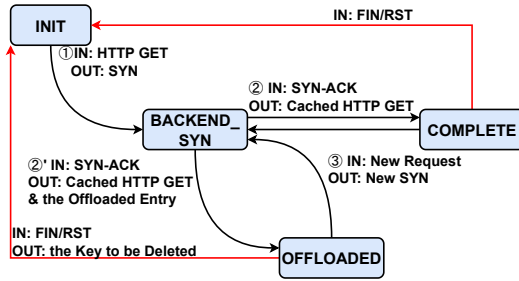 IN: FIN/RST
INIT
①IN: HTTP GET
OUT: SYN
② IN: SYN-ACK
OUT: Cached HTTP GET
BACKEND_
SYN
COMPLETE
②' IN: SYN-ACK
OUT: Cached HTTP GET
& the Offloaded Entry
③ IN: New Request
OUT: New SYN
IN: FIN/RST
OUT: the Key to be Deleted
OFFLOADED